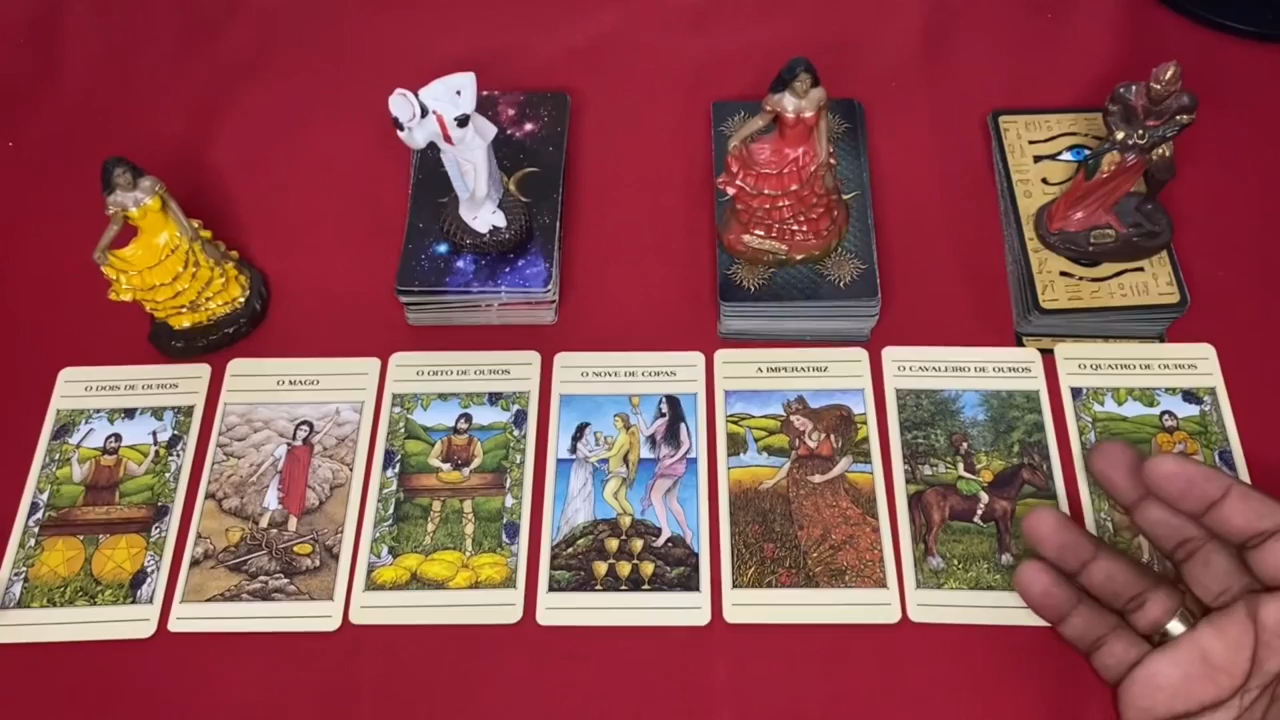 O DOIS DE OUROS
O MAGO
O OITO DE OUROS
O NOVE DE COPAS
A IMPERATRIZ
O CAVALEIRO DE OUROS
O QUATRO DE OUROS